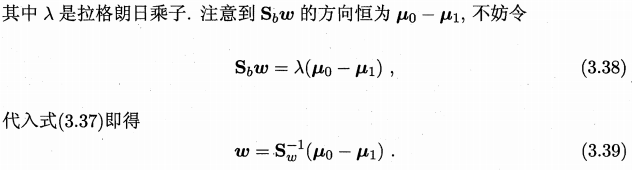 其中 λ 是拉格朗日乘子. 注意到 S_b w 的方向恒为 μ_0 − μ_1, 不妨令
S_b w = λ(μ_0 − μ_1) , (3.38)
代入式(3.37)即得
w = S_w^{-1}(μ_0 − μ_1) . (3.39)